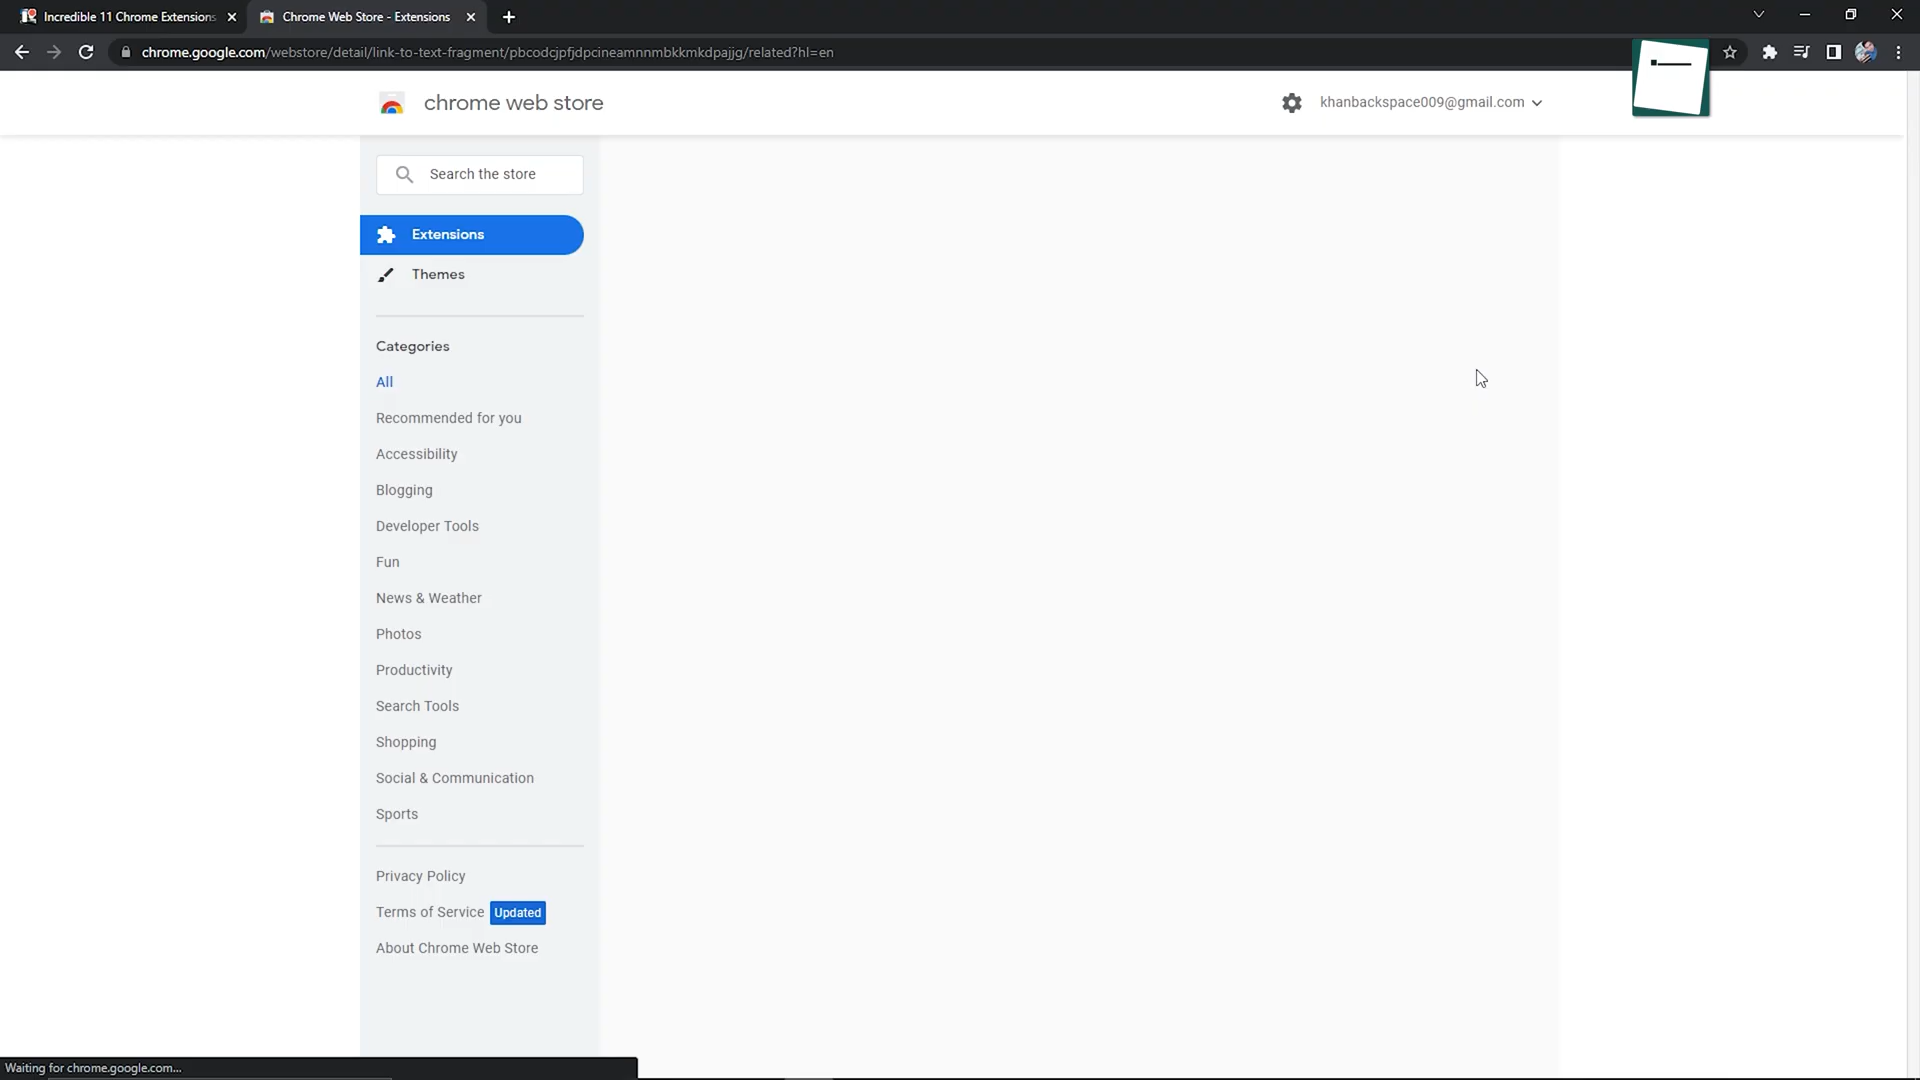 Incredible 11 Chrome Extensions
Chrome Web Store - Extensions
chrome.google.com/webstore/detail/link-to-text-fragment/pbcodcjpfjdpcineamnnmbkkmkdpajjg/related?hl=en
chrome web store
khanbackspace009@gmail.com
Search the store
Extensions
Themes
Categories
All
Recommended for you
Accessibility
Blogging
Developer Tools
Fun
News & Weather
Photos
Productivity
Search Tools
Shopping
Social & Communication
Sports
Privacy Policy
Terms of Service Updated
About Chrome Web Store
Waiting for chrome.google.com...